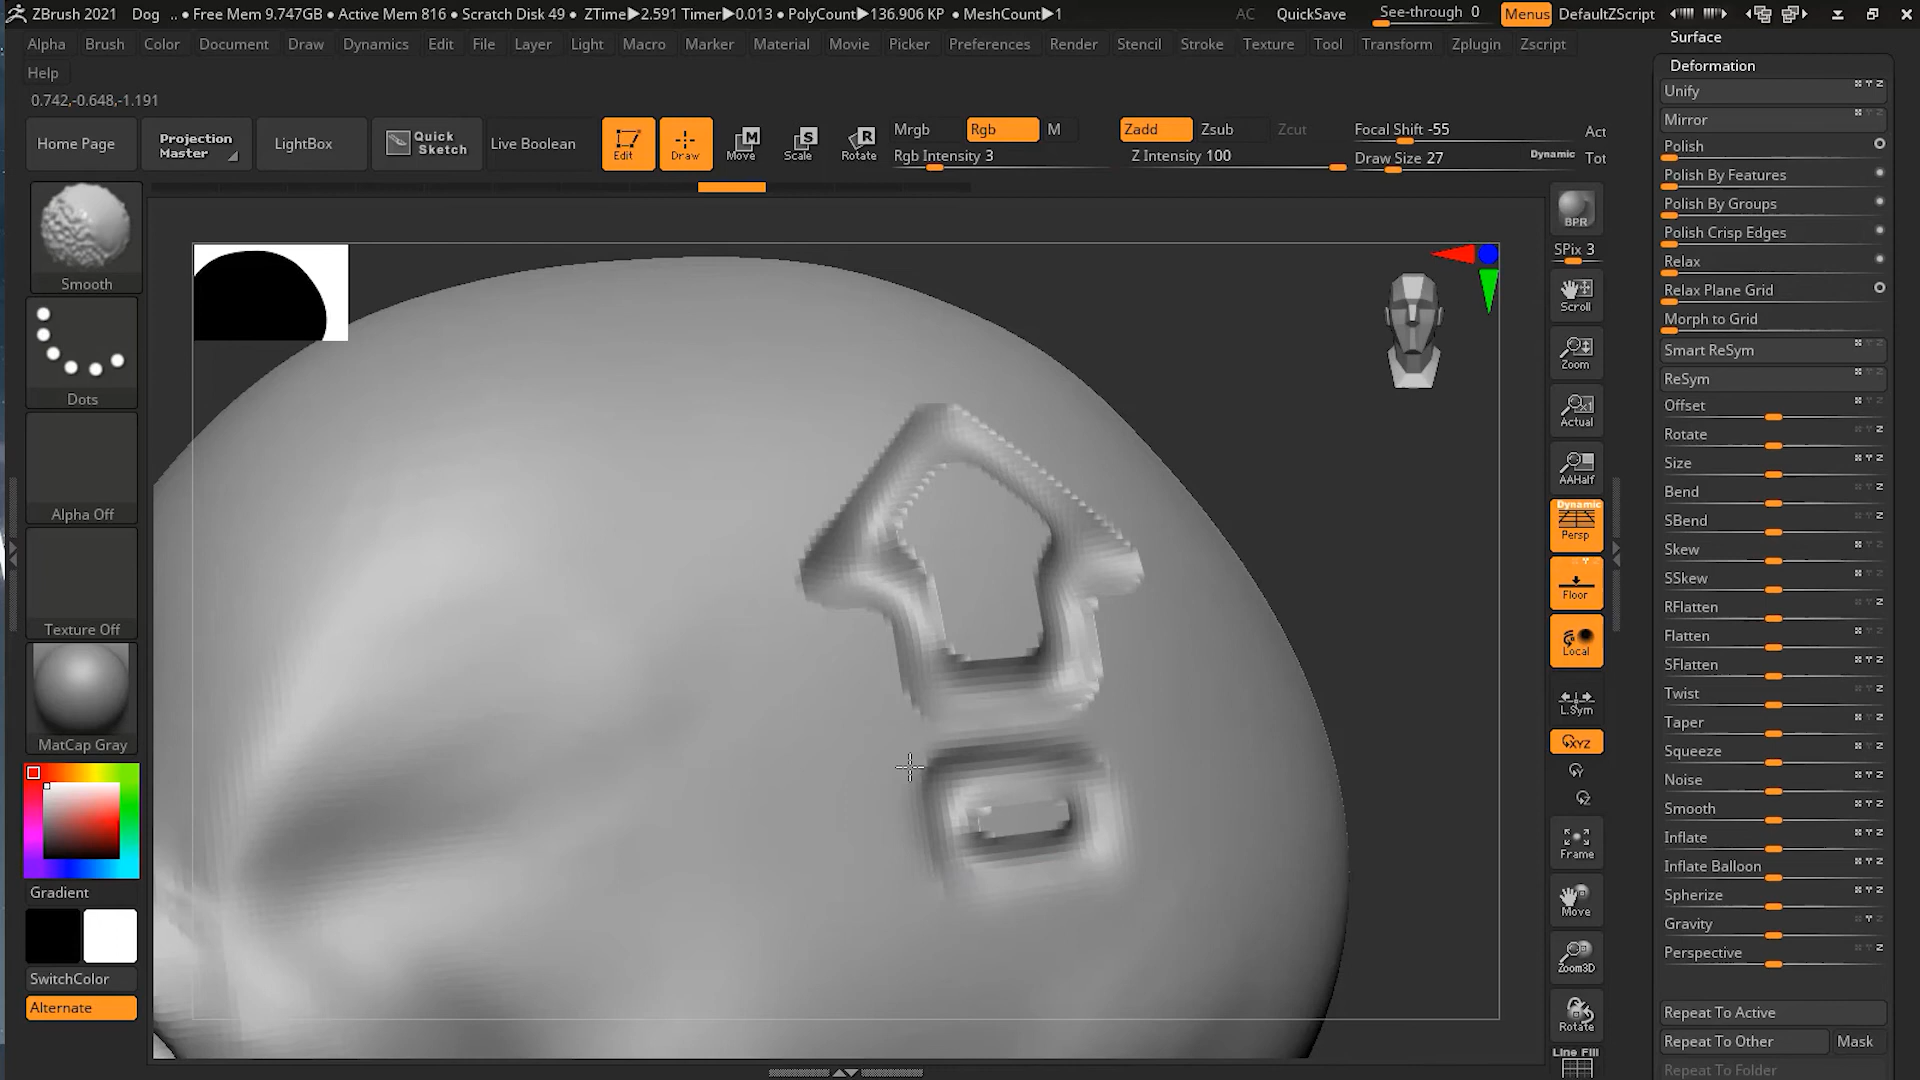 ZBrush 2021 Dog .. • Free Mem 9.747GB • Active Mem 816 • Scratch Disk 49 • ZTime▶2.591 Timer▶0.013 • PolyCount▶136.906 KP • MeshCount▶1 AC QuickSave See-through 0 Menus DefaultZScript
Alpha Brush Color Document Draw Dynamics Edit File Layer Light Macro Marker Material Movie Picker Preferences Render Stencil Stroke Texture Tool Transform Zplugin Zscript
Help
0.742,-0.648,-1.191
Home Page
Projection
Master
LightBox
Quick
Sketch
Live Boolean
Edit
Draw
Move
Scale
Rotate
Mrgb Rgb M
Rgb Intensity 3
Zadd Zsub Zcut
Z Intensity 100
Focal Shift -55
Draw Size 27
Dynamic
Act
Tot
Smooth
Dots
Alpha Off
Texture Off
MatCap Gray
Gradient
SwitchColor
Alternate
BPR
SPix 3
Scroll
Zoom
Actual
AAHalf
Dynamic
Persp
Floor
Local
L.Sym
XYZ
Y
Z
Frame
Move
Zoom3D
Rotate
Line Fill
Surface
Deformation
Unify
Mirror
Polish
Polish By Features
Polish By Groups
Polish Crisp Edges
Relax
Relax Plane Grid
Morph to Grid
Smart ReSym
ReSym
Offset
Rotate
Size
Bend
SBend
Skew
SSkew
RFlatten
Flatten
SFlatten
Twist
Taper
Squeeze
Noise
Smooth
Inflate
Inflate Balloon
Spherize
Gravity
Perspective
Repeat To Active
Repeat To Other Mask
Repeat To Folder